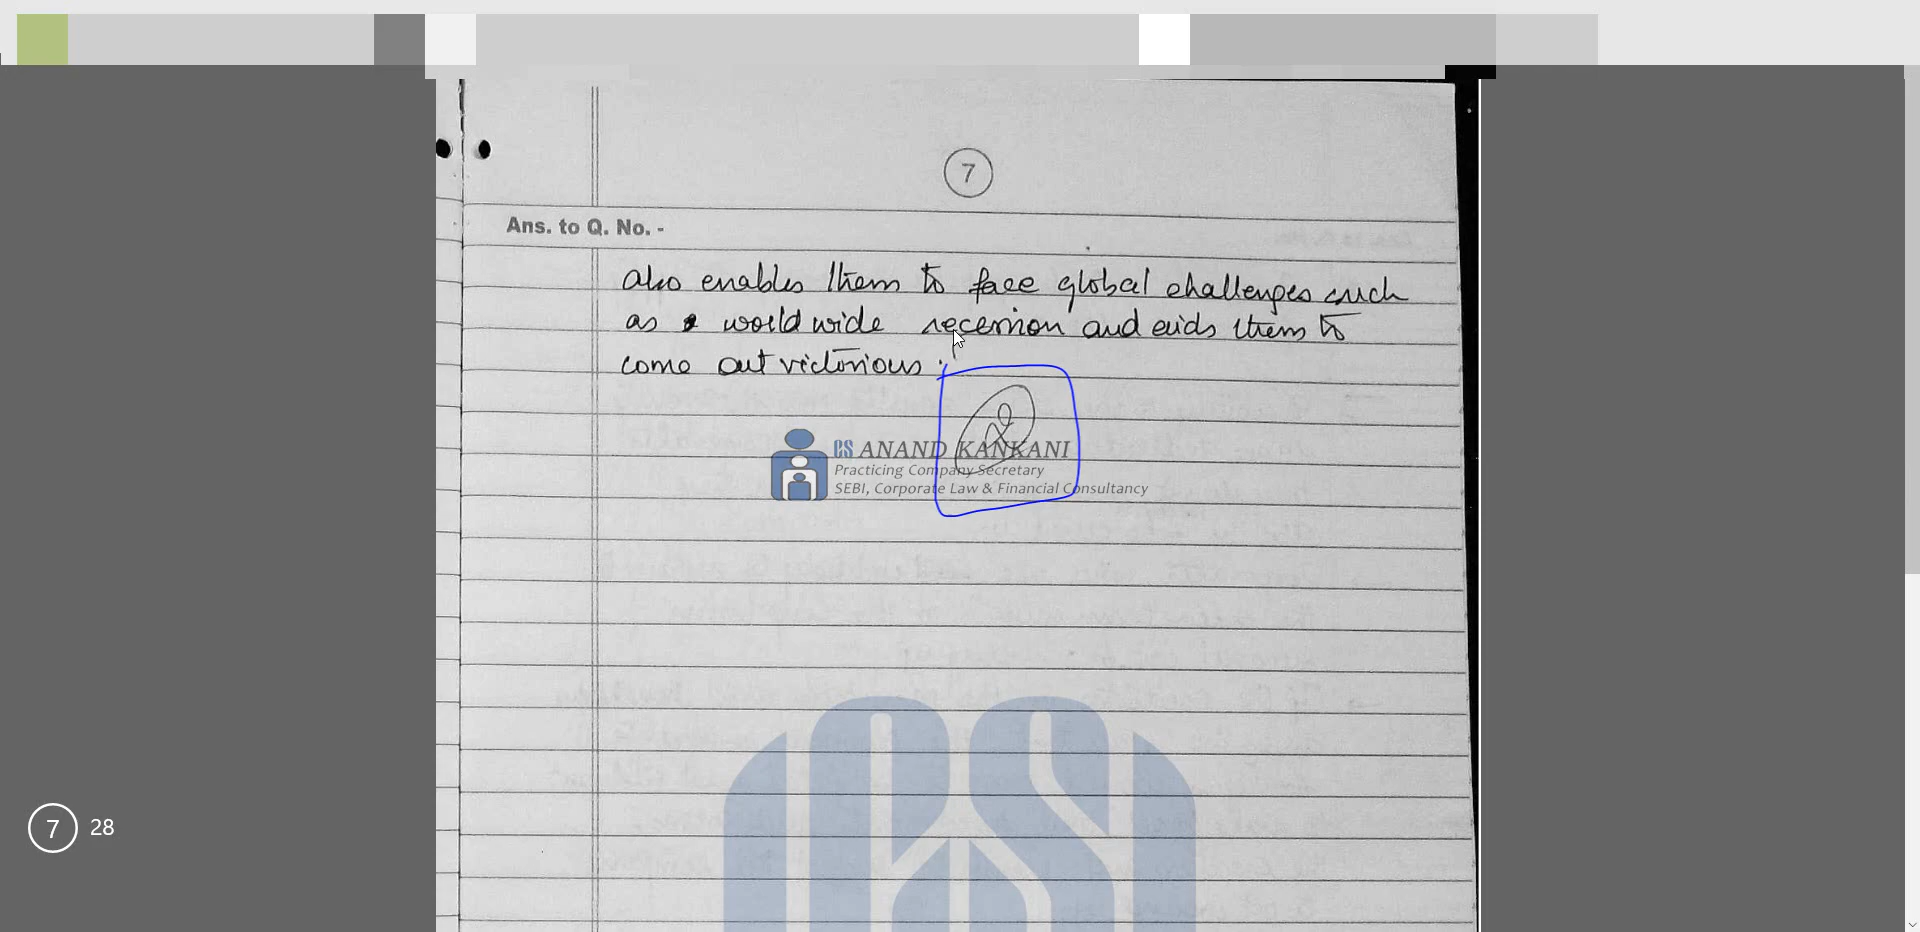 7
Ans. to Q. No. -
also enables them to face global challenges such
as world wide recession and aids them to
come out victorious.
2
CS ANAND KANKANI
Practicing Company Secretary
SEBI, Corporate Law & Financial Consultancy
7 28